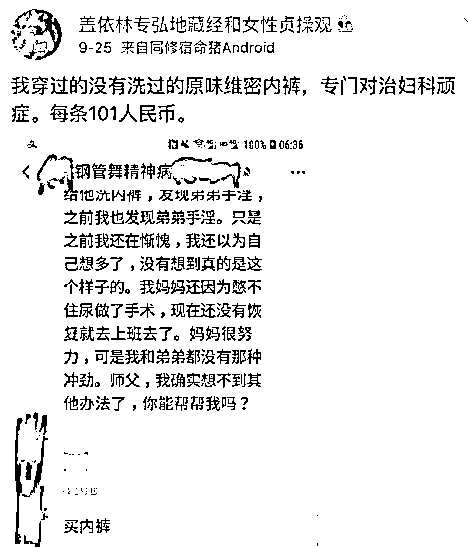 盖依林专弘地藏经和女性贞操观
9-25 来自同修宿命猪Android
我穿过的没有洗过的原味维密内裤，专门对治妇科顽
症。每条101人民币。
100% 06:36
钢管舞精神病
给他洗内裤，发现弟弟手淫，
之前我也发现弟弟手淫。只是
之前我还在惭愧，我还以为自
己想多了，没有想到真的是这
个样子的。我妈妈还因为憋不
住尿做了手术，现在还没有恢
复就去上班去了。妈妈很努
力，可是我和弟弟都没有那种
冲劲。师父，我确实想不到其
他办法了，你能帮帮我吗？
买内裤